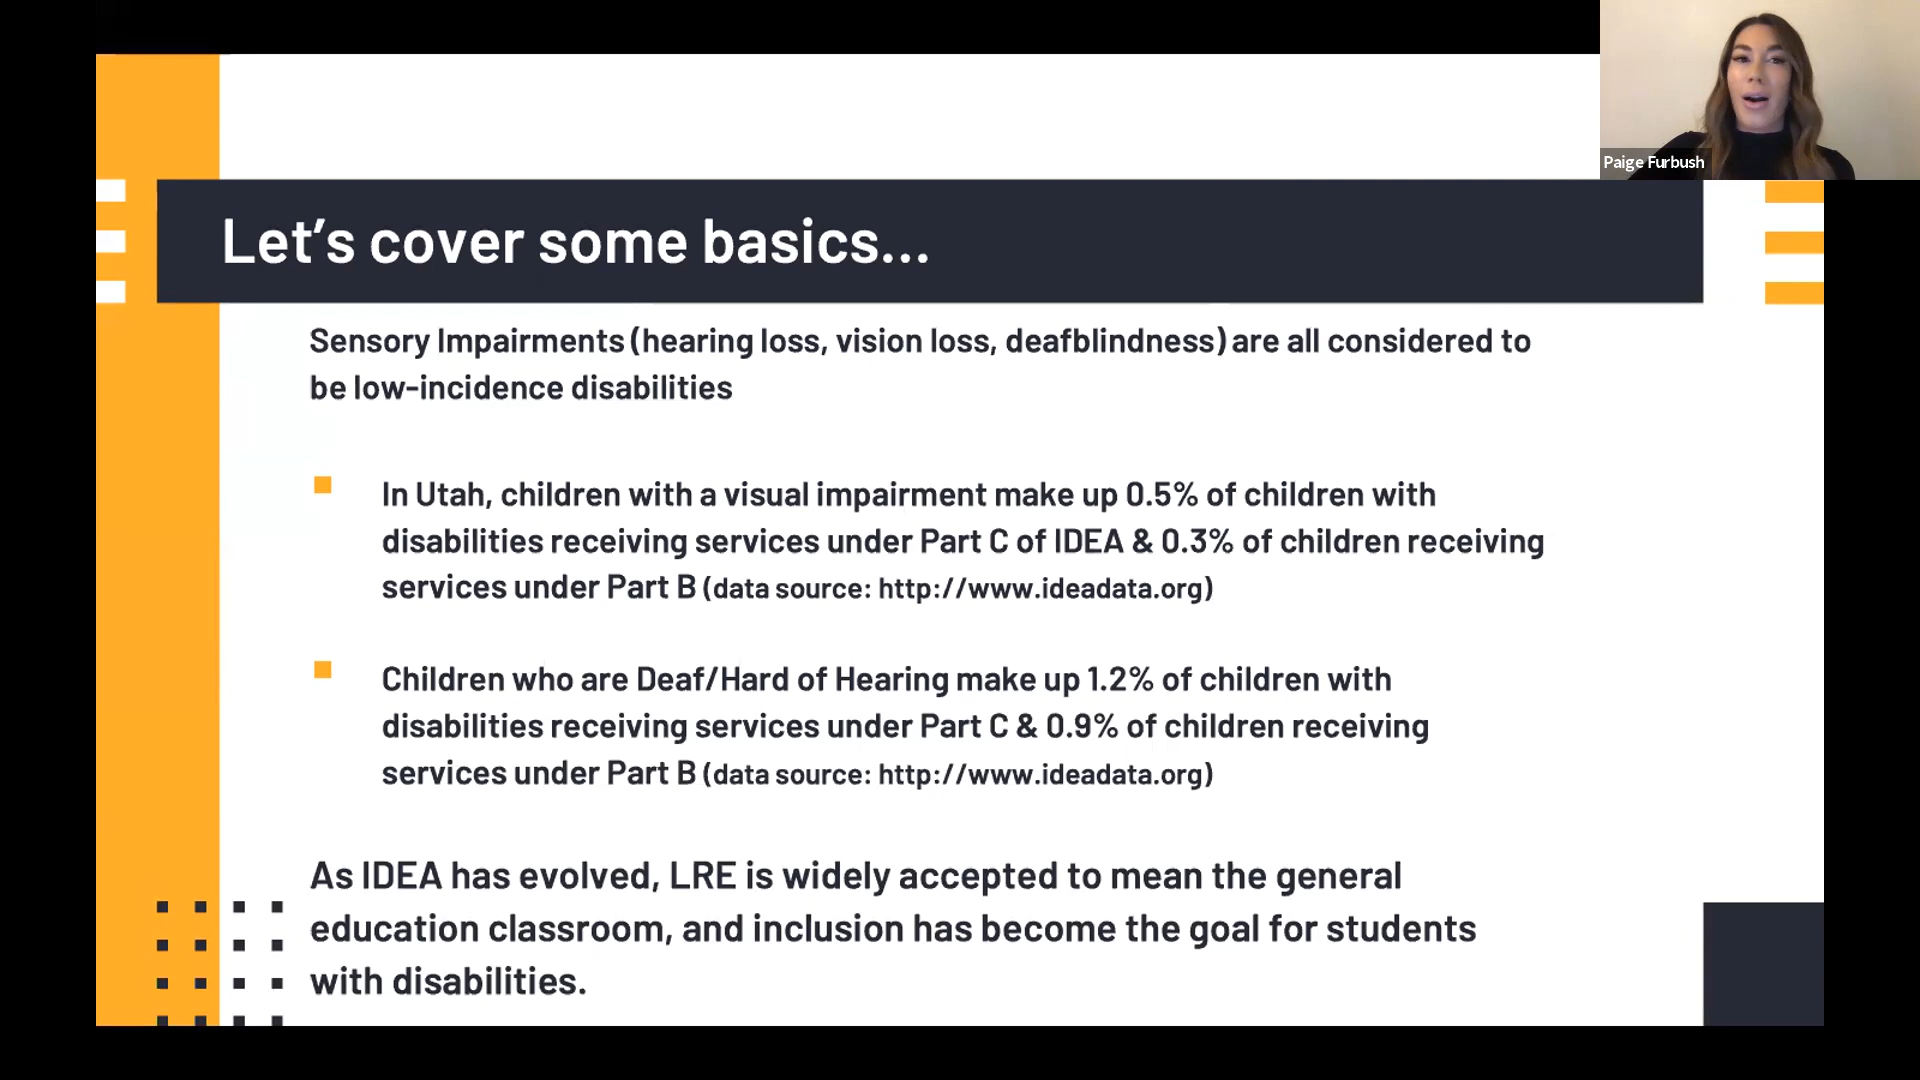 Paige Furbush
Let’s cover some basics...
Sensory Impairments (hearing loss, vision loss, deafblindness) are all considered to
be low-incidence disabilities
In Utah, children with a visual impairment make up 0.5% of children with
disabilities receiving services under Part C of IDEA & 0.3% of children receiving
services under Part B (data source: http://www.ideadata.org)
Children who are Deaf/Hard of Hearing make up 1.2% of children with
disabilities receiving services under Part C & 0.9% of children receiving
services under Part B (data source: http://www.ideadata.org)
As IDEA has evolved, LRE is widely accepted to mean the general
education classroom, and inclusion has become the goal for students
with disabilities.